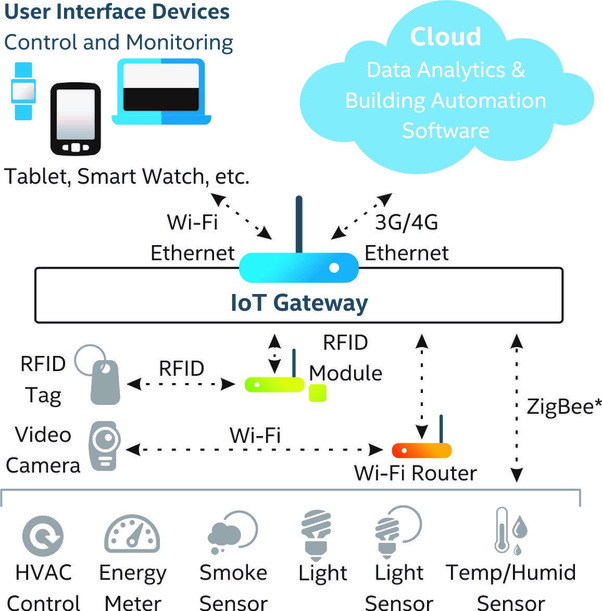 User Interface Devices
Control and Monitoring
Tablet, Smart Watch, etc.
Cloud
Data Analytics &
Building Automation
Software
Wi-Fi
Ethernet
3G/4G
Ethernet
IoT Gateway
RFID
Tag
RFID
RFID
Module
Video
Camera
Wi-Fi
Wi-Fi Router
ZigBee*
HVAC
Control
Energy
Meter
Smoke
Sensor
Light
Light
Sensor
Temp/Humid
Sensor